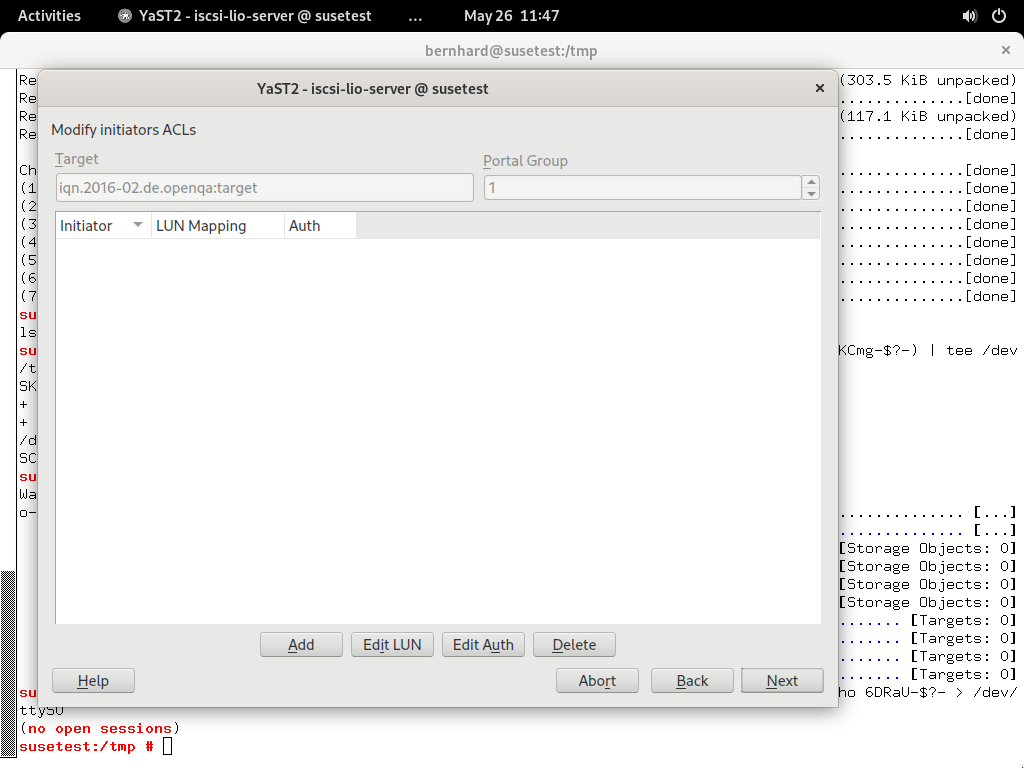 Activities YaST2 - iscsi-lio-server @ susetest ... May 26 11:47
bernhard@susetest:/tmp
YaST2 - iscsi-lio-server @ susetest
Modify initiators ACLs
Target Portal Group
iqn.2016-02.de.openqa:target 1
Initiator LUN Mapping Auth
Add Edit LUN Edit Auth Delete
Help Abort Back Next
Re (303.5 KiB unpacked)
Re ..............[done]
Re (117.1 KiB unpacked)
Re ..............[done]
Ch ..............[done]
(1 ..............[done]
(2 ..............[done]
(3 ..............[done]
(4 ..............[done]
(5 ..............[done]
(6 ..............[done]
(7 ..............[done]
su
ls
su KCmg-$?-) | tee /dev
/t
SK
+
+
/d
SC
su
Wa
o- .............. [...]
.............. [...]
[Storage Objects: 0]
[Storage Objects: 0]
[Storage Objects: 0]
[Storage Objects: 0]
....... [Targets: 0]
....... [Targets: 0]
....... [Targets: 0]
....... [Targets: 0]
su ho 6DRaU-$?- > /dev/
ttyS0
(no open sessions)
susetest:/tmp #